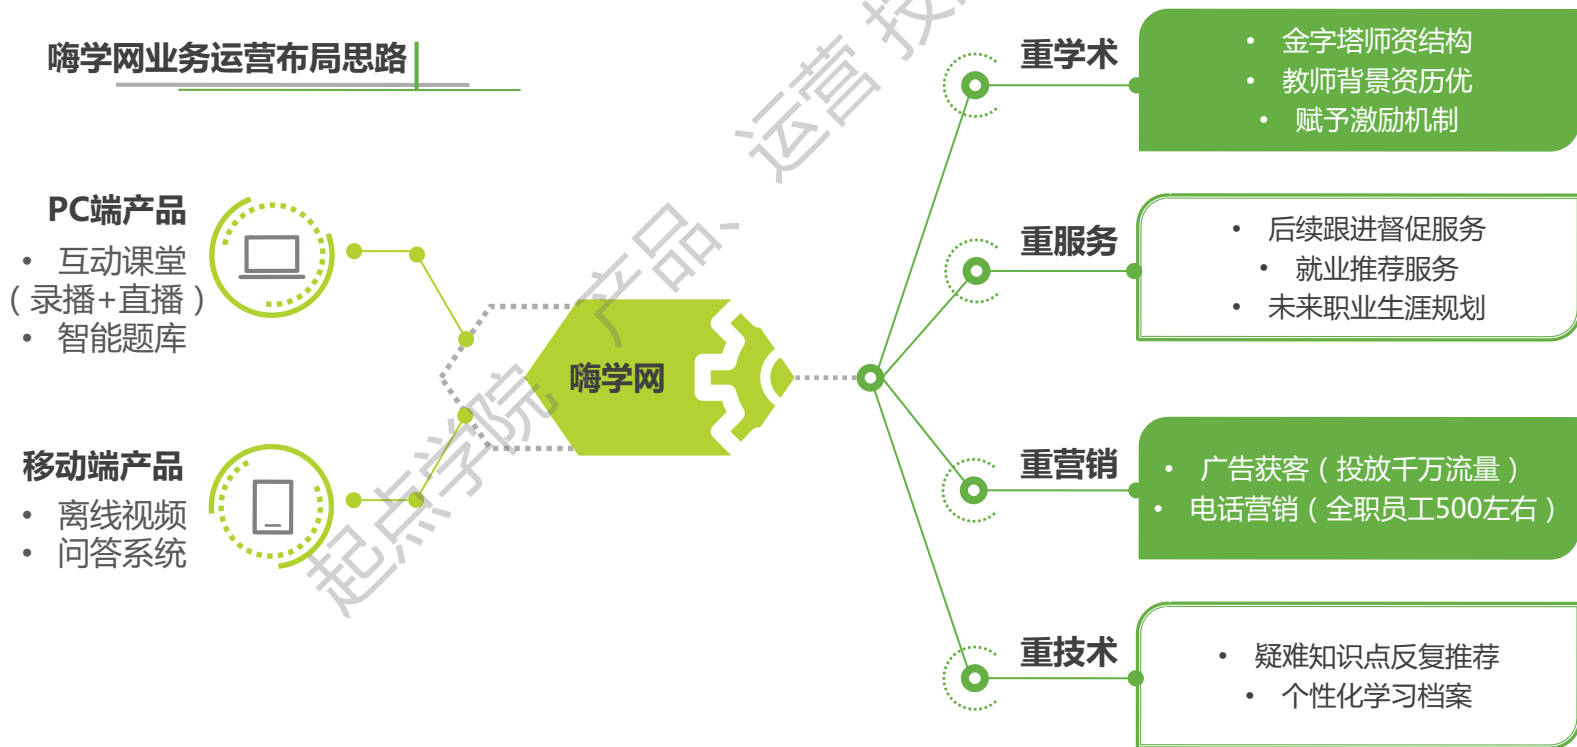 嗨学网业务运营布局思路
PC端产品
• 互动课堂
（录播+直播）
• 智能题库
移动端产品
• 离线视频
• 问答系统
嗨学网
重学术
• 金字塔师资结构
• 教师背景资历优
• 赋予激励机制
重服务
• 后续跟进督促服务
• 就业推荐服务
• 未来职业生涯规划
重营销
• 广告获客（投放千万流量）
• 电话营销（全职员工500左右）
重技术
• 疑难知识点反复推荐
• 个性化学习档案
起点学院 产品、运营 技